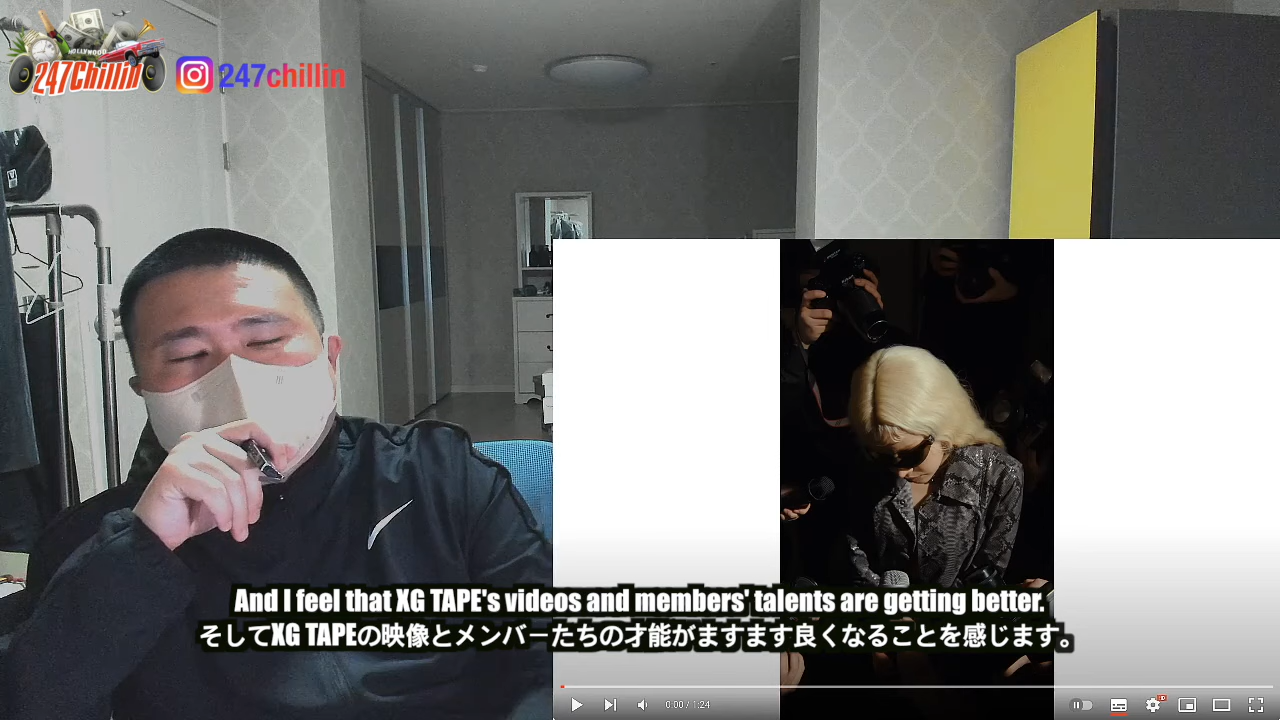 HOLLYWOOD
247Chillin
247chillin
And I feel that XG TAPE's videos and members' talents are getting better.
そしてXG TAPEの映像とメンバーたちの才能がますます良くなることを感じます。
0:00 / 1:24
HD